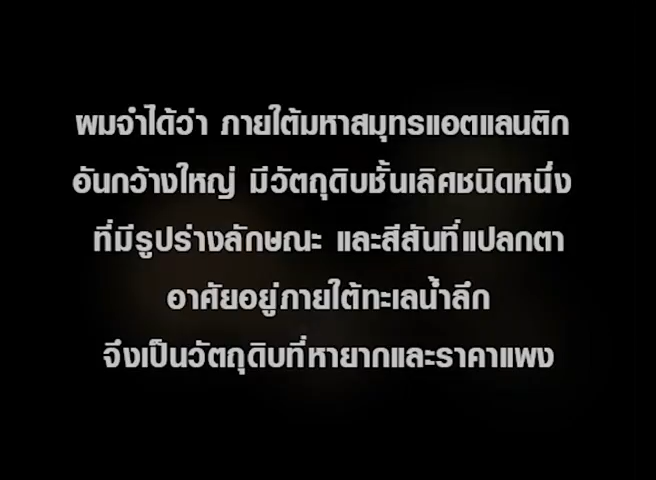 ผมจำได้ว่า ภายใต้มหาสมุทรแอตแลนติก
อันกว้างใหญ่ มีวัตถุดิบชั้นเลิศชนิดหนึ่ง
ที่มีรูปร่างลักษณะ และสีสันที่แปลกตา
อาศัยอยู่ภายใต้ทะเลน้ำลึก
จึงเป็นวัตถุดิบที่หายากและราคาแพง